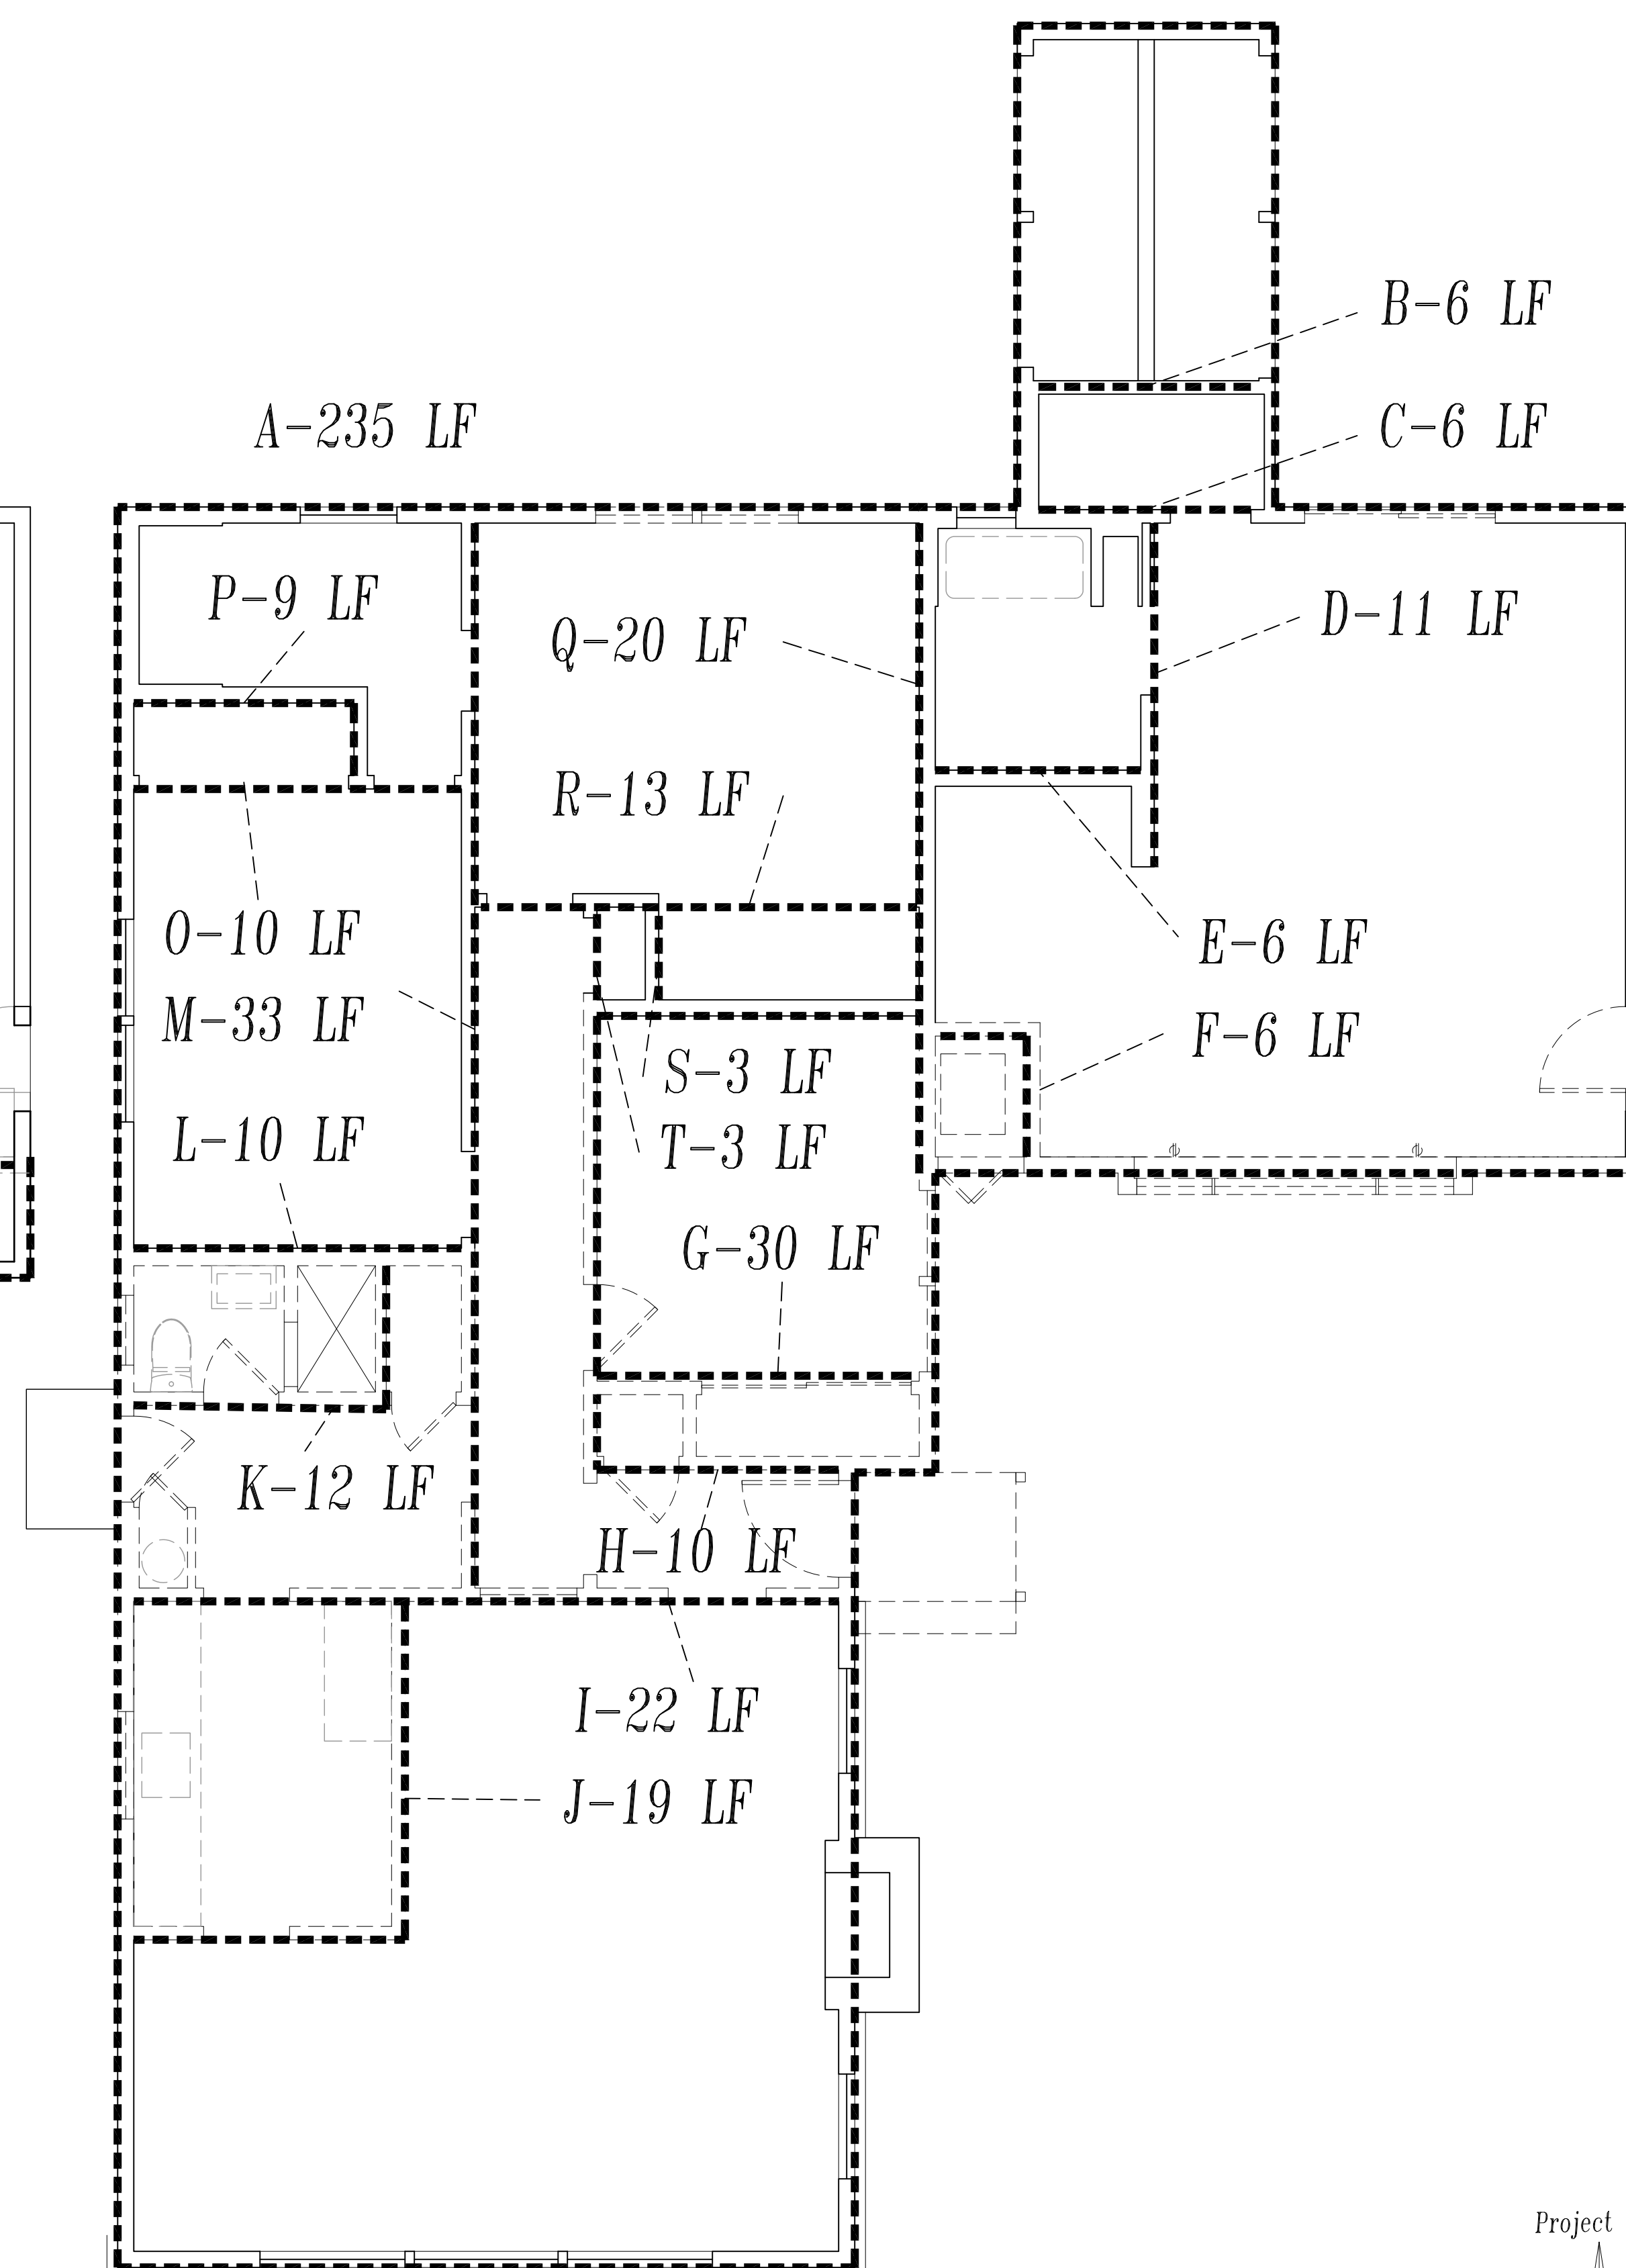 B-6 LF
A-235 LF
C-6 LF
P-9 LF
Q-20 LF
D-11 LF
R-13 LF
O-10 LF
E-6 LF
M-33 LF
F-6 LF
S-3 LF
L-10 LF
T-3 LF
G-30 LF
K-12 LF
H-10 LF
I-22 LF
J-19 LF
Project